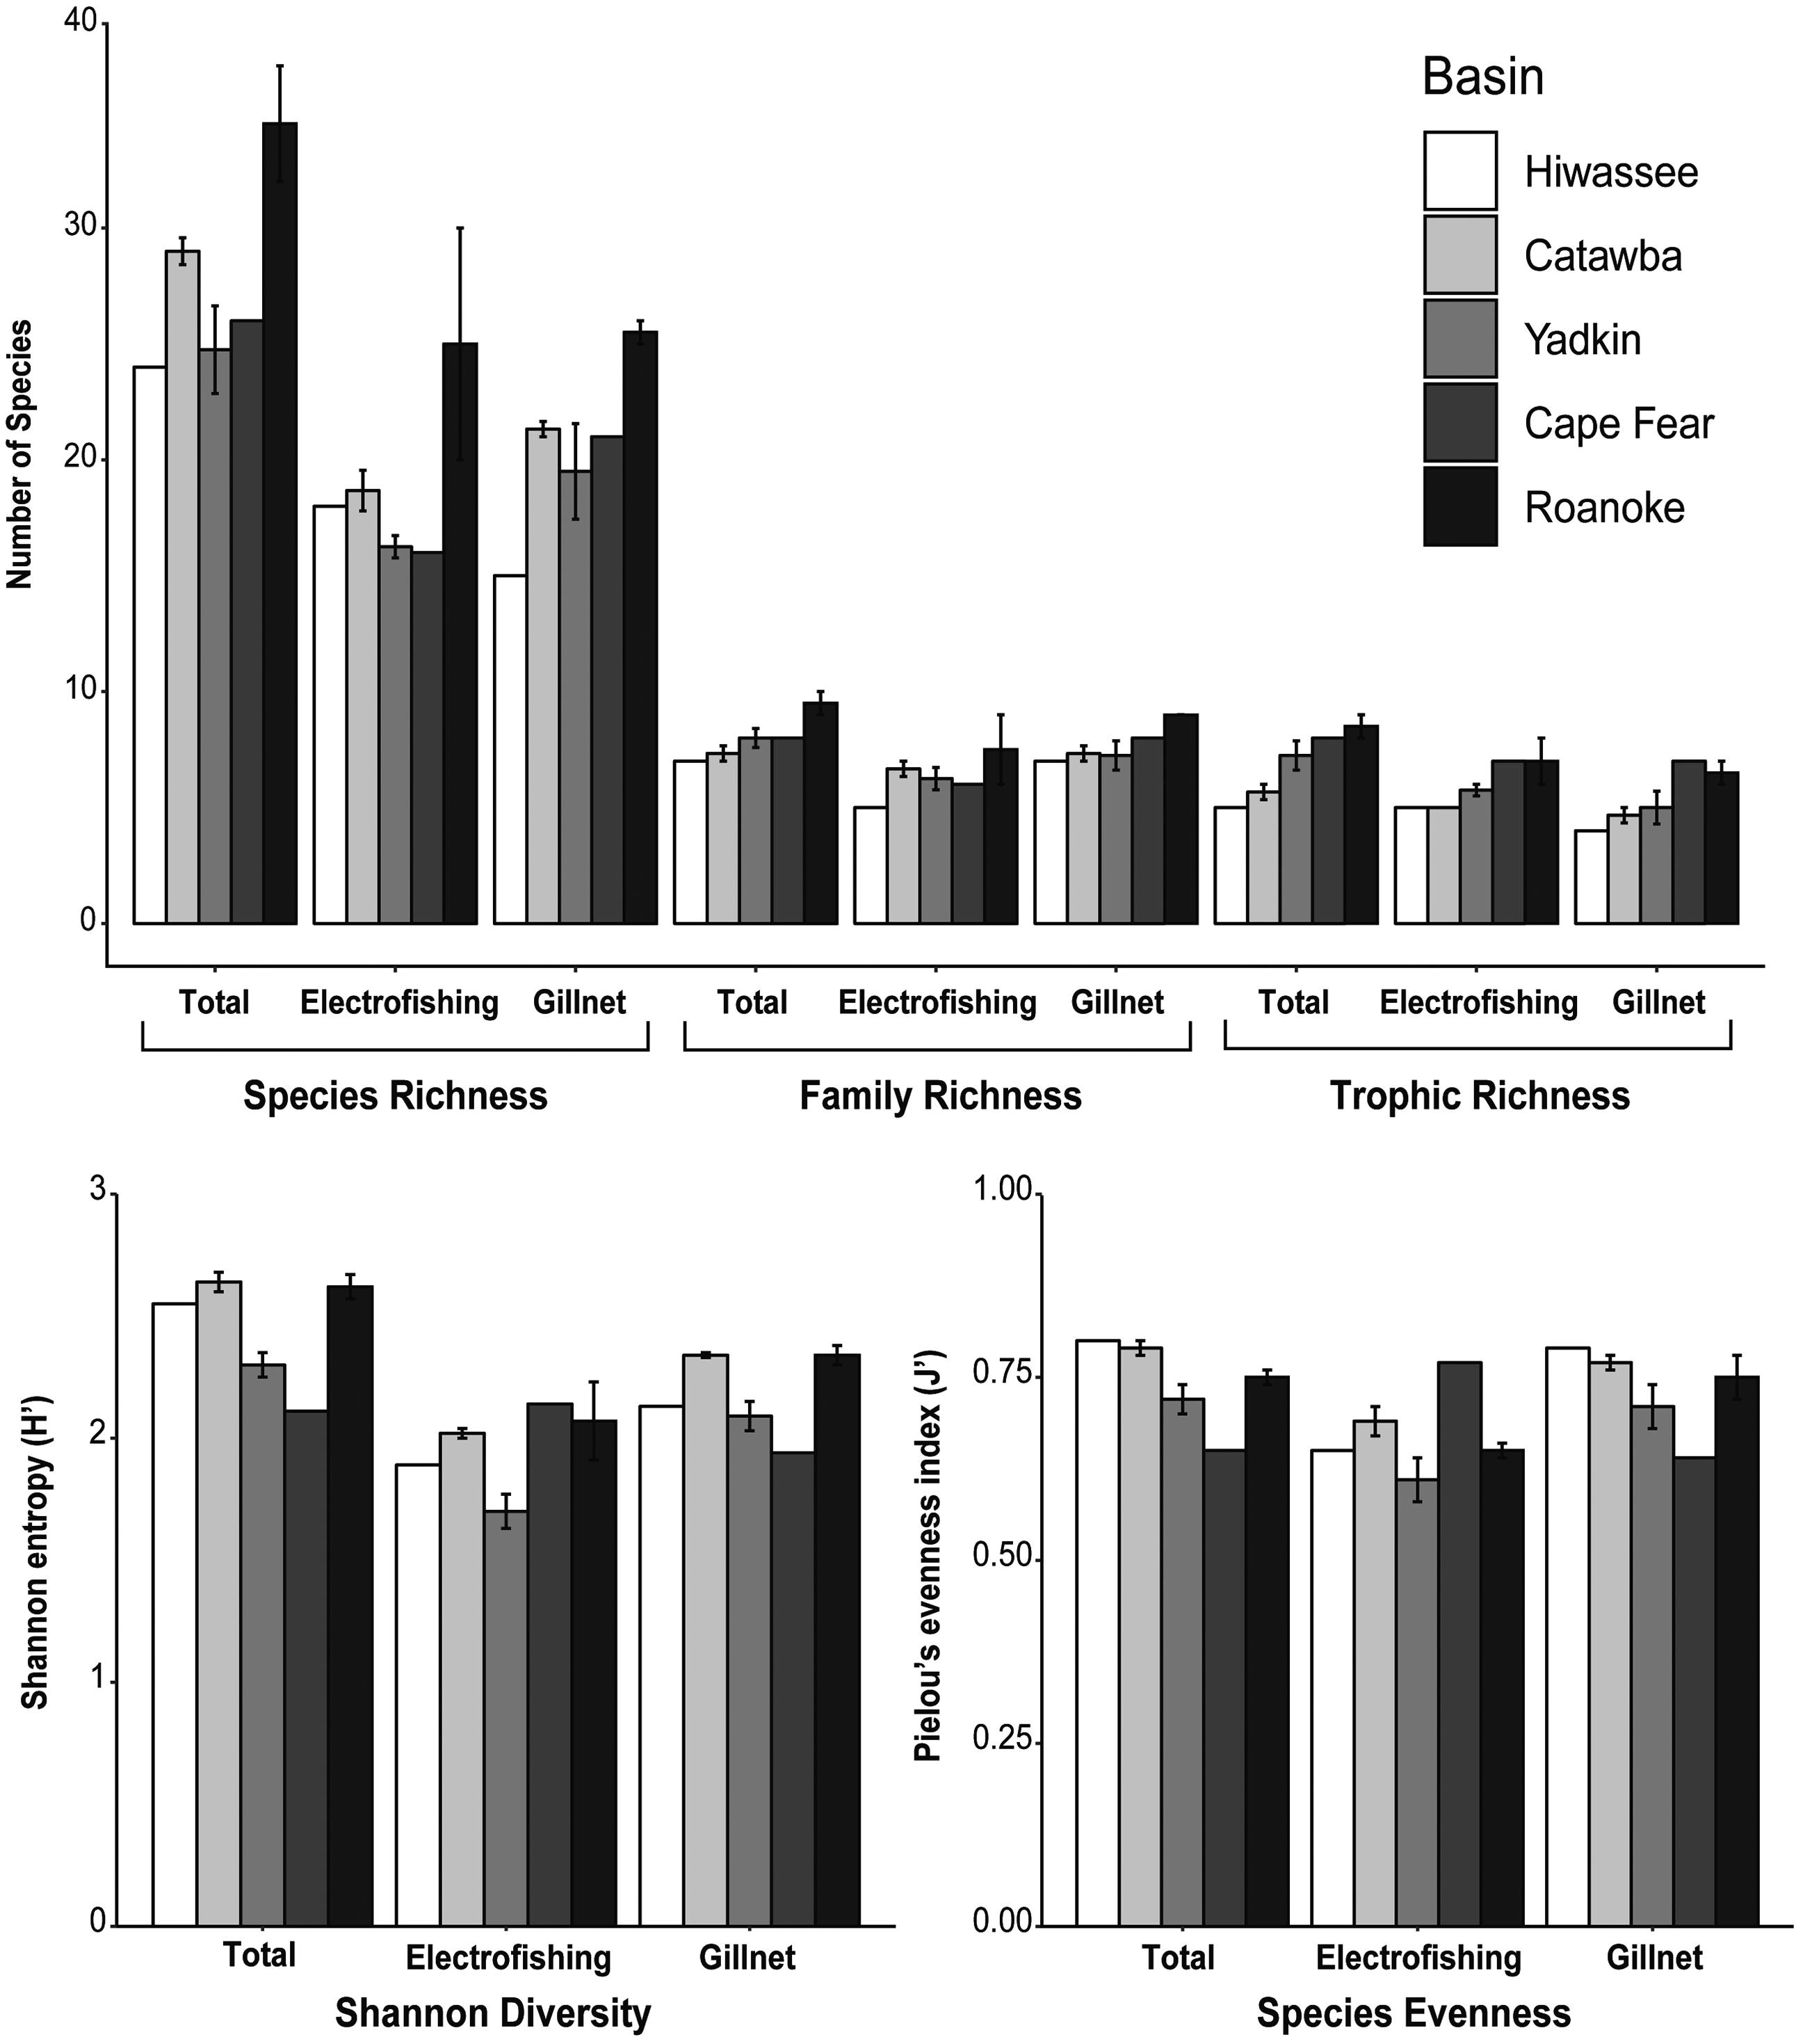 40
30
20
10
0
Number of Species
Basin
Hiwassee
Catawba
Yadkin
Cape Fear
Roanoke
Total Electrofishing Gillnet Total Electrofishing Gillnet Total Electrofishing Gillnet
Species Richness Family Richness Trophic Richness
3
2
1
0
Shannon entropy (H')
Total Electrofishing Gillnet
Shannon Diversity
1.00
0.75
0.50
0.25
0.00
Pielou's evenness index (J')
Total Electrofishing Gillnet
Species Evenness